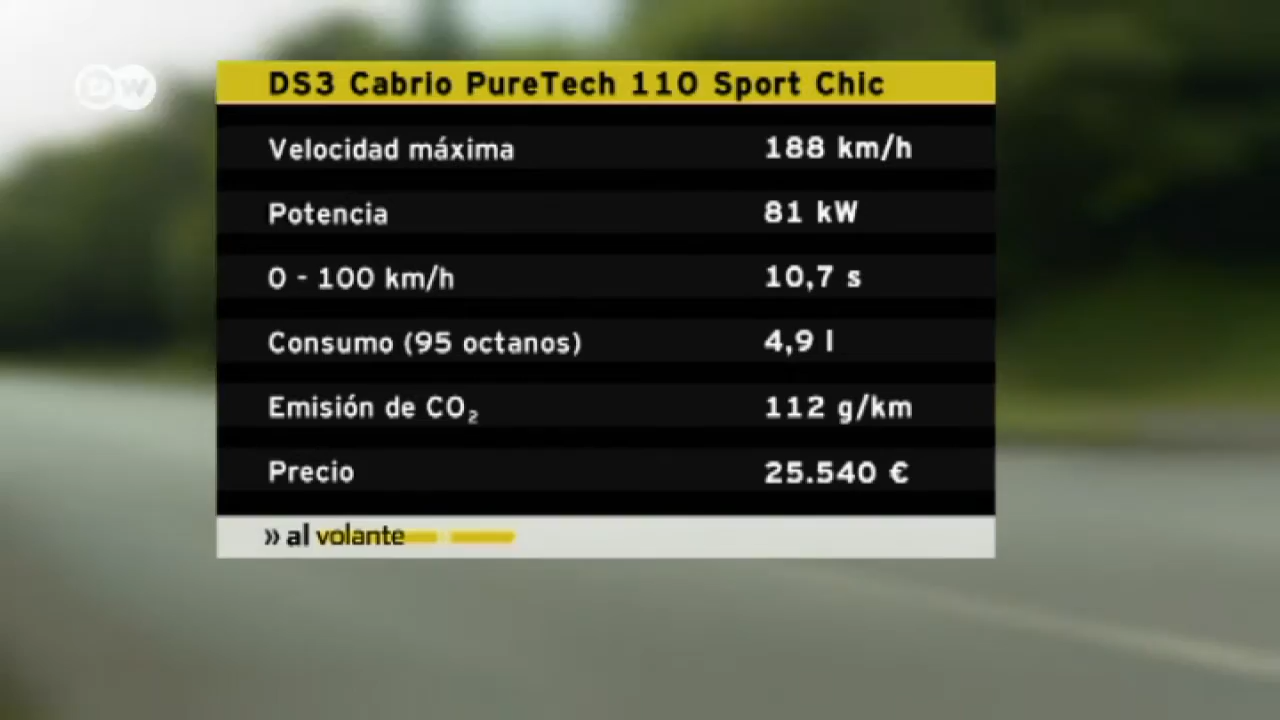 DW
DS3 Cabrio PureTech 110 Sport Chic
Velocidad máxima 188 km/h
Potencia 81 kW
0 - 100 km/h 10,7 s
Consumo (95 octanos) 4,9 l
Emisión de CO₂ 112 g/km
Precio 25.540 €
» al volante